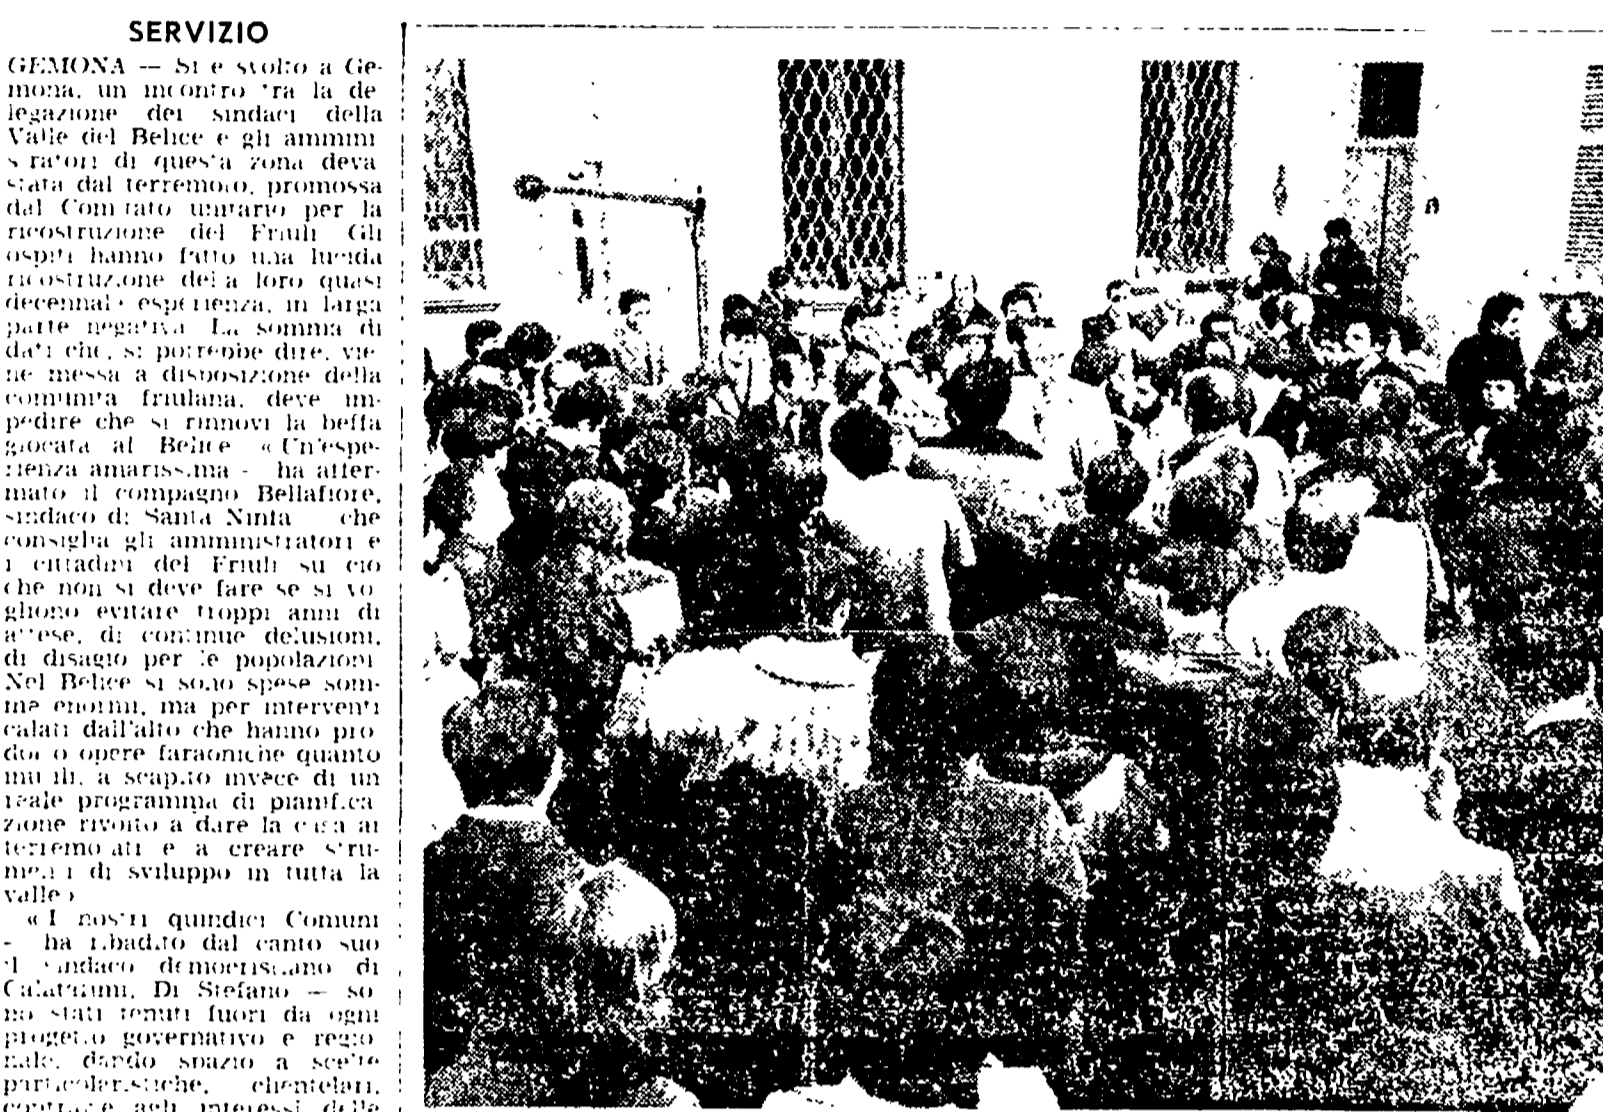 SERVIZIO
GEMONA — Si è svolto a Ge-
mona, un incontro tra la de
legazione dei sindaci della
Valle del Belice e gli ammini
stratori di questa zona deva
stata dal terremoto, promossa
dal Comitato unitario per la
ricostruzione del Friuli Gli
ospiti hanno fatto una lucida
ricostruzione della loro quasi
decennale esperienza, in larga
parte negativa La somma di
dati che, si potrebbe dire, vie-
ne messa a disposizione della
comunità friulana, deve im-
pedire che si rinnovi la beffa
giocata al Belice «Un'espe-
rienza amarissima - ha affer-
mato il compagno Bellafiore,
sindaco di Santa Ninfa che
consiglia gli amministratori e
i cittadini del Friuli su ciò
che non si deve fare se si vo
gliono evitare troppi anni di
attese, di continue delusioni,
di disagio per le popolazioni
Nel Belice si sono spese som-
me enormi, ma per interventi
calati dall'alto che hanno pro
dotto opere faraoniche quanto
inutili, a scapito invece di un
reale programma di pianifica
zione rivolto a dare la casa ai
terremotati e a creare stru-
menti di sviluppo in tutta la
valle»
«I nostri quindici Comuni
- ha ribadito dal canto suo
il sindaco democristiano di
Calatafimi, Di Stefano — so
no stati tenuti fuori da ogni
progetto governativo e regio
nale, dando spazio a scelte
particolaristiche, clientelari,
contrarie agli interessi delle